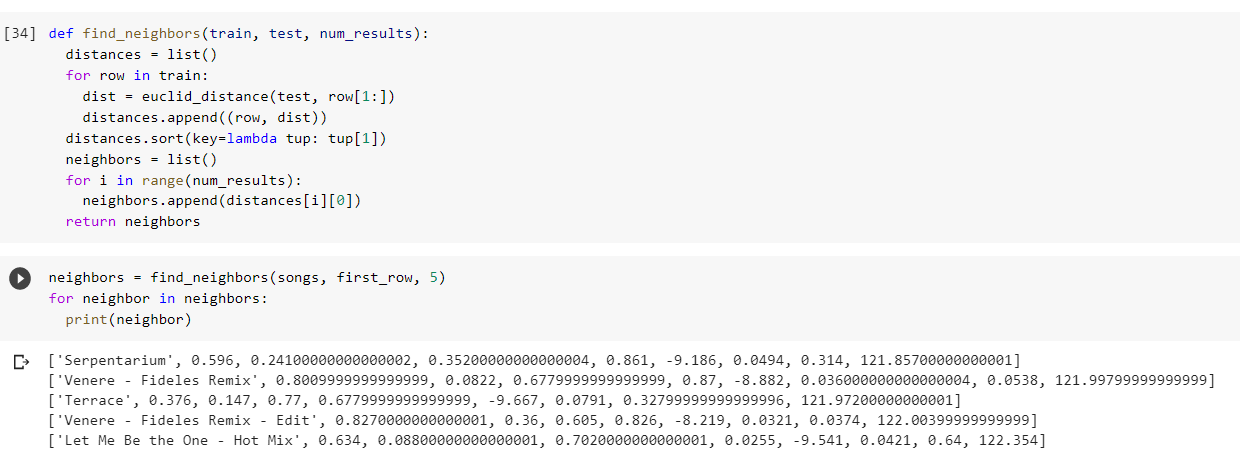 [34] def find_neighbors(train, test, num_results):
  distances = list()
  for row in train:
    dist = euclid_distance(test, row[1:])
    distances.append((row, dist))
  distances.sort(key=lambda tup: tup[1])
  neighbors = list()
  for i in range(num_results):
    neighbors.append(distances[i][0])
  return neighbors
neighbors = find_neighbors(songs, first_row, 5)
for neighbor in neighbors:
  print(neighbor)
['Serpentarium', 0.596, 0.24100000000000002, 0.35200000000000004, 0.861, -9.186, 0.0494, 0.314, 121.85700000000001]
['Venere - Fideles Remix', 0.8009999999999999, 0.0822, 0.6779999999999999, 0.87, -8.882, 0.036000000000000004, 0.0538, 121.99799999999999]
['Terrace', 0.376, 0.147, 0.77, 0.6779999999999999, -9.667, 0.0791, 0.32799999999999996, 121.97200000000001]
['Venere - Fideles Remix - Edit', 0.8270000000000001, 0.36, 0.605, 0.826, -8.219, 0.0321, 0.0374, 122.00399999999999]
['Let Me Be the One - Hot Mix', 0.634, 0.08800000000000001, 0.7020000000000001, 0.0255, -9.541, 0.0421, 0.64, 122.354]